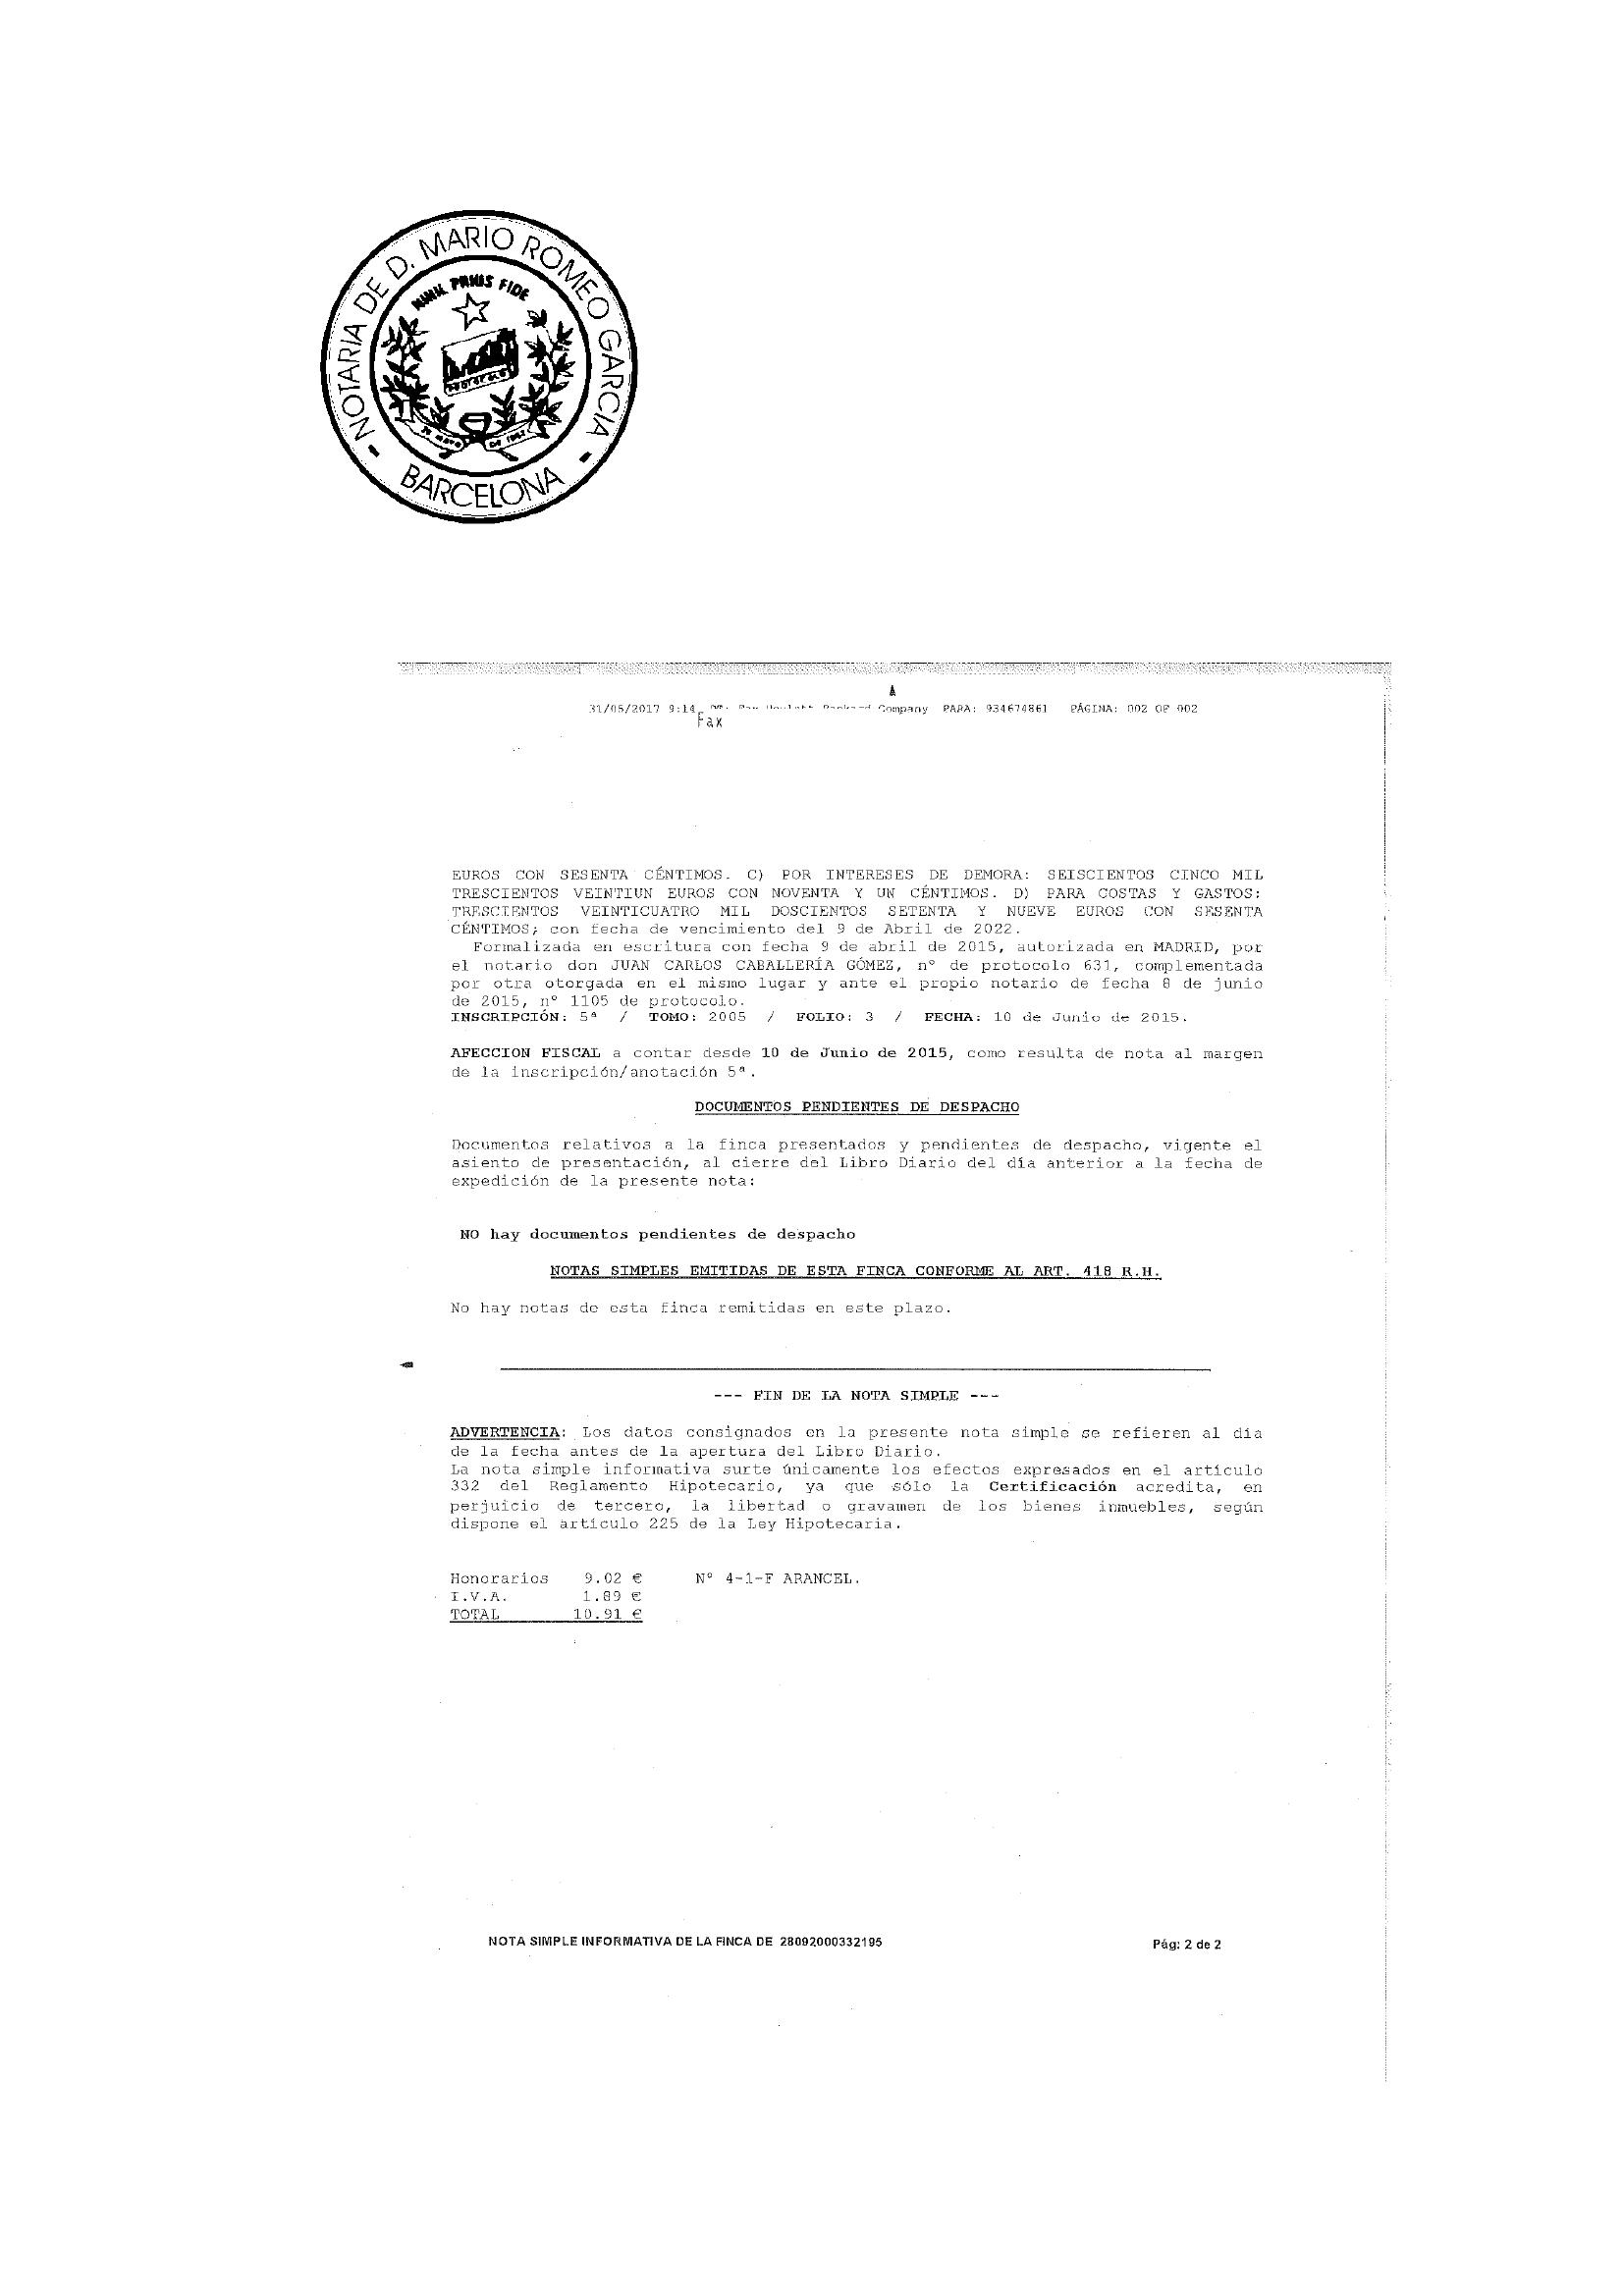 NOTARIA DE D. MARIO ROMEO GARCIA
FIDE
- BARCELONA -
31/05/2017 9:14 Company PARA: 934674861 PÁGINA: 002 OF 002
Fax
EUROS CON SESENTA CÉNTIMOS. C) POR INTERESES DE DEMORA: SEISCIENTOS CINCO MIL
TRESCIENTOS VEINTIUN EUROS CON NOVENTA Y UN CÉNTIMOS. D) PARA COSTAS Y GASTOS:
TRESCIENTOS VEINTICUATRO MIL DOSCIENTOS SETENTA Y NUEVE EUROS CON SESENTA
CÉNTIMOS; con fecha de vencimiento del 9 de Abril de 2022.
Formalizada en escritura con fecha 9 de abril de 2015, autorizada en MADRID, por
el notario don JUAN CARLOS CABALLERÍA GÓMEZ, nº de protocolo 631, complementada
por otra otorgada en el mismo lugar y ante el propio notario de fecha 8 de junio
de 2015, nº 1105 de protocolo.
INSCRIPCIÓN: 5ª / TOMO: 2005 / FOLIO: 3 / FECHA: 10 de Junio de 2015.
AFECCION FISCAL a contar desde 10 de Junio de 2015, como resulta de nota al margen
de la inscripción/anotación 5ª.
DOCUMENTOS PENDIENTES DE DESPACHO
Documentos relativos a la finca presentados y pendientes de despacho, vigente el
asiento de presentación, al cierre del Libro Diario del día anterior a la fecha de
expedición de la presente nota:
NO hay documentos pendientes de despacho
NOTAS SIMPLES EMITIDAS DE ESTA FINCA CONFORME AL ART. 418 R.H.
No hay notas de esta finca remitidas en este plazo.
--- FIN DE LA NOTA SIMPLE ---
ADVERTENCIA: Los datos consignados en la presente nota simple se refieren al día
de la fecha antes de la apertura del Libro Diario.
La nota simple informativa surte únicamente los efectos expresados en el artículo
332 del Reglamento Hipotecario, ya que sólo la Certificación acredita, en
perjuicio de tercero, la libertad o gravamen de los bienes inmuebles, según
dispone el artículo 225 de la Ley Hipotecaria.
Honorarios 9.02 € Nº 4-1-F ARANCEL.
I.V.A. 1.89 €
TOTAL 10.91 €
NOTA SIMPLE INFORMATIVA DE LA FINCA DE 28092000332195
Pág: 2 de 2